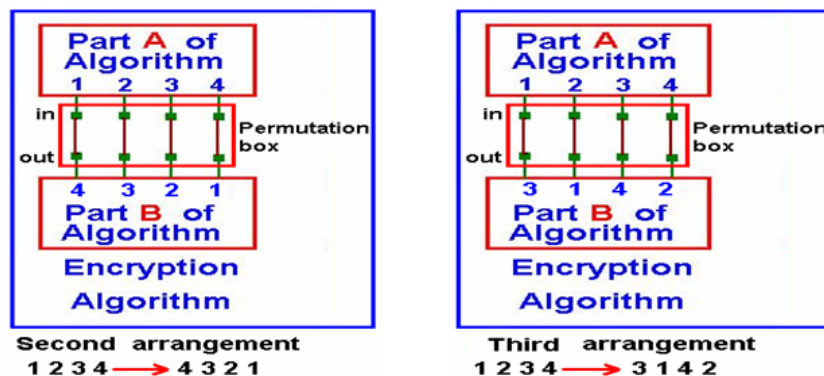 Part A of
Algorithm
1 2 3 4
in
Permutation
box
out
4 3 2 1
Part B of
Algorithm
Encryption
Algorithm
Second arrangement
1 2 3 4 → 4 3 2 1
Part A of
Algorithm
1 2 3 4
in
Permutation
box
out
3 1 4 2
Part B of
Algorithm
Encryption
Algorithm
Third arrangement
1 2 3 4 → 3 1 4 2